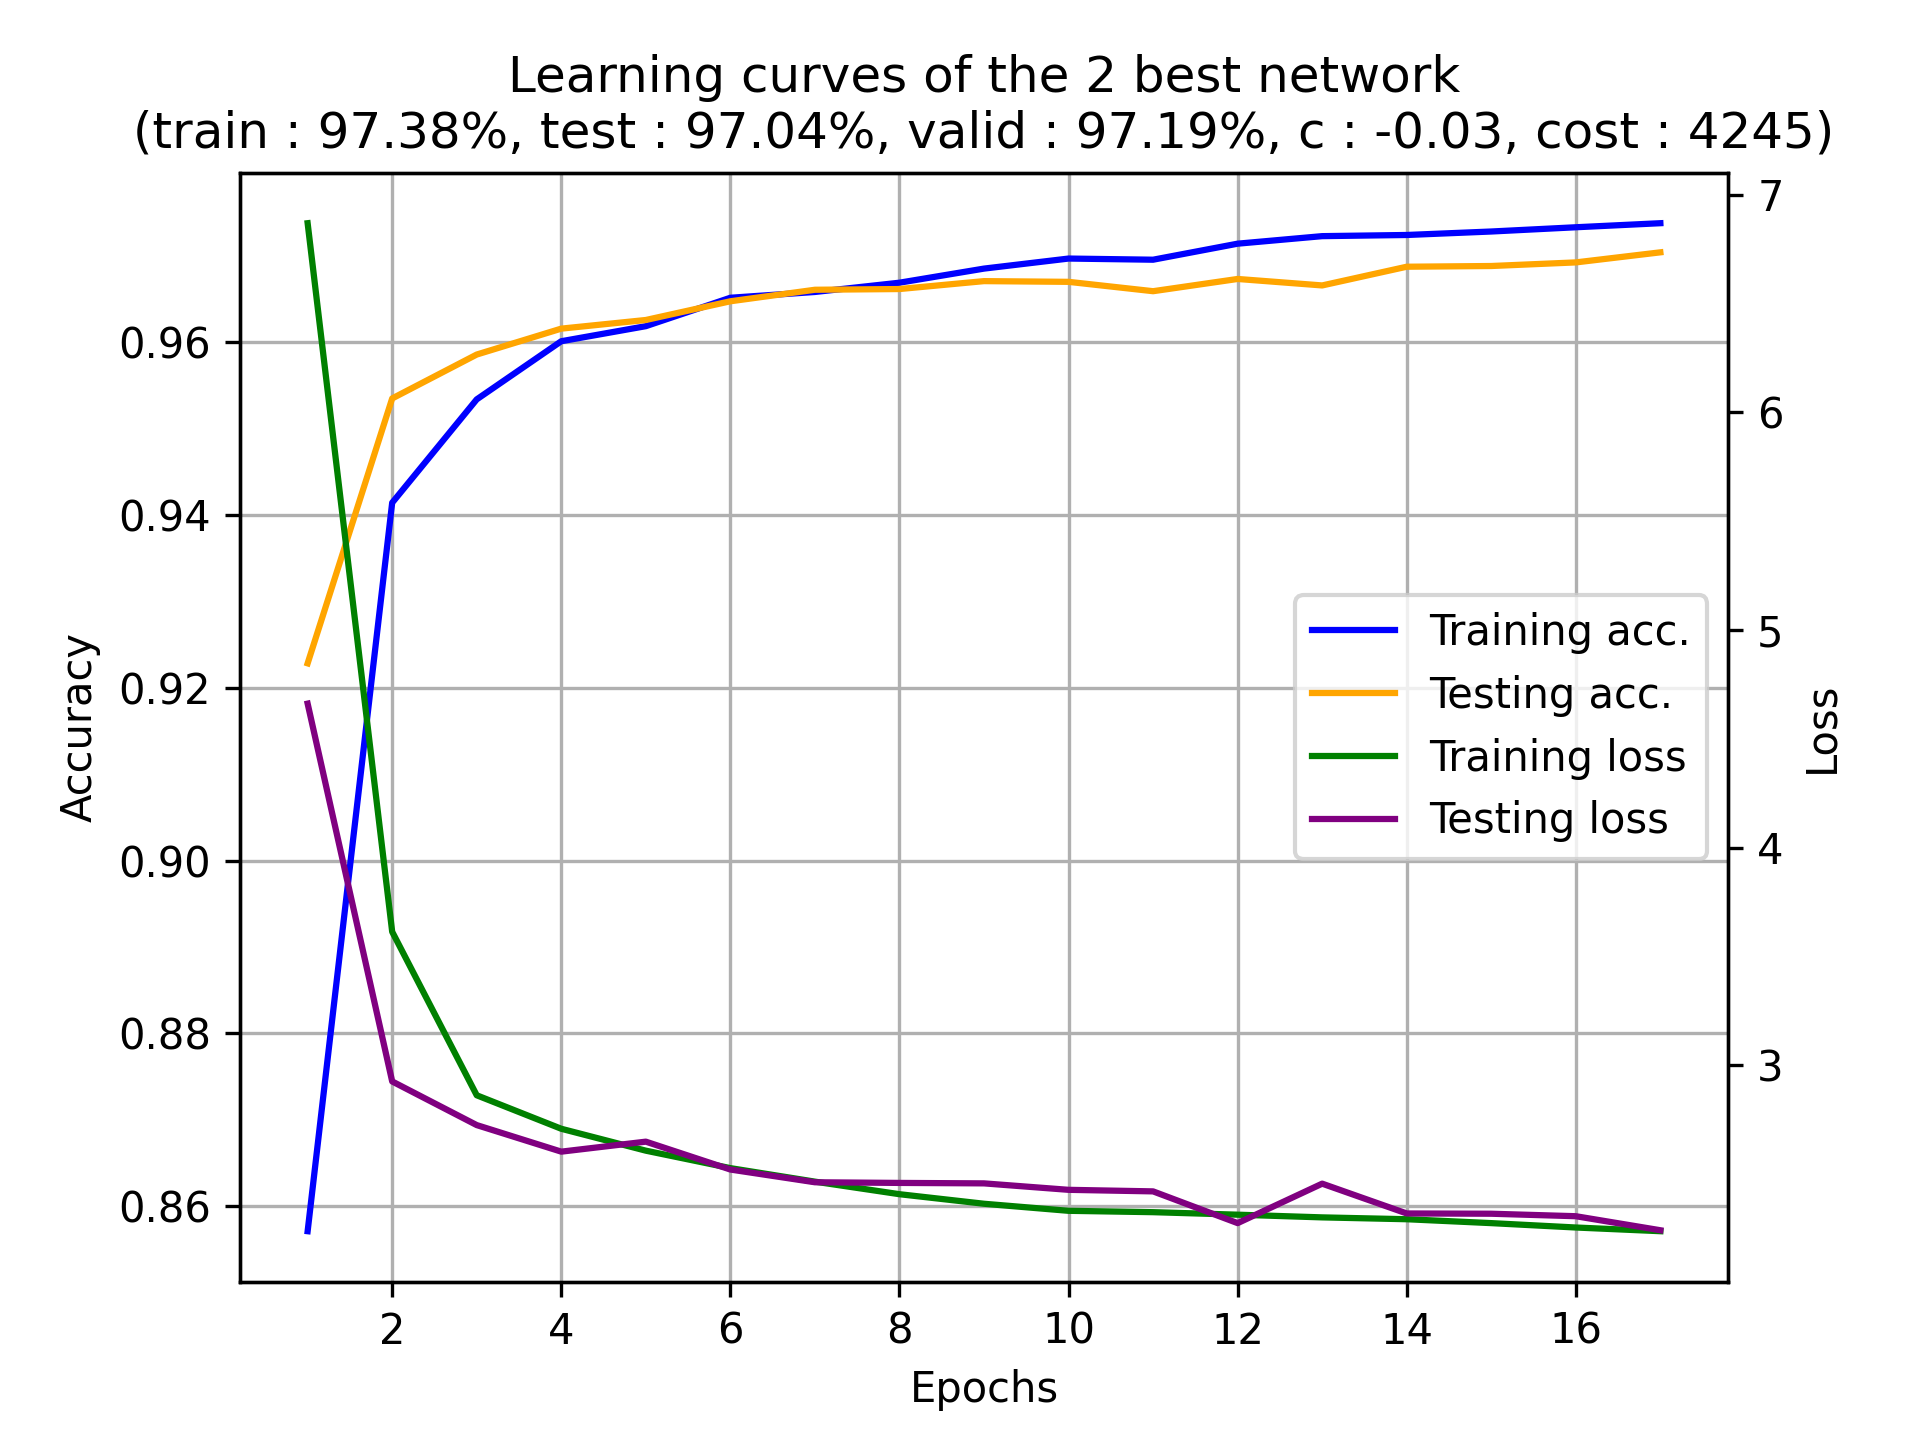 Learning curves of the 2 best network
(train : 97.38%, test : 97.04%, valid : 97.19%, c : -0.03, cost : 4245)
7
0.96
6
0.94
5
Training acc.
Testing acc.
Training loss
Testing loss
0.92
Accuracy
Loss
4
0.90
0.88
3
0.86
2 4 6 8 10 12 14 16
Epochs